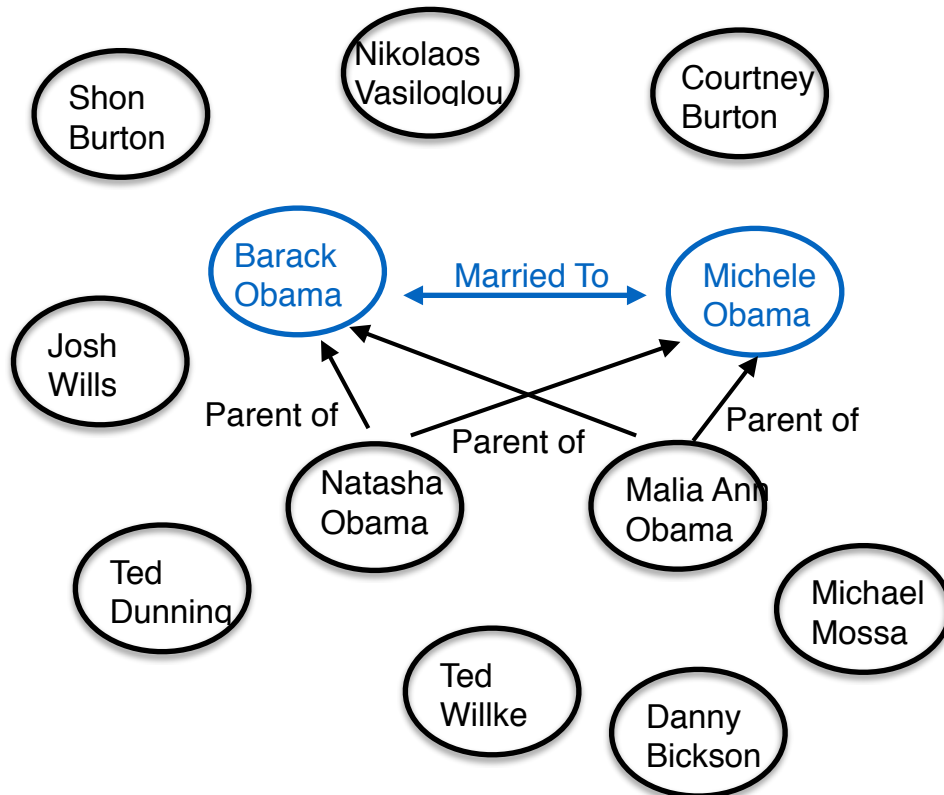 Nikolaos
Vasiloglou
Shon
Burton
Courtney
Burton
Barack
Obama
Married To
Michele
Obama
Josh
Wills
Parent of
Parent of
Parent of
Natasha
Obama
Malia Ann
Obama
Ted
Dunning
Michael
Mossa
Ted
Willke
Danny
Bickson